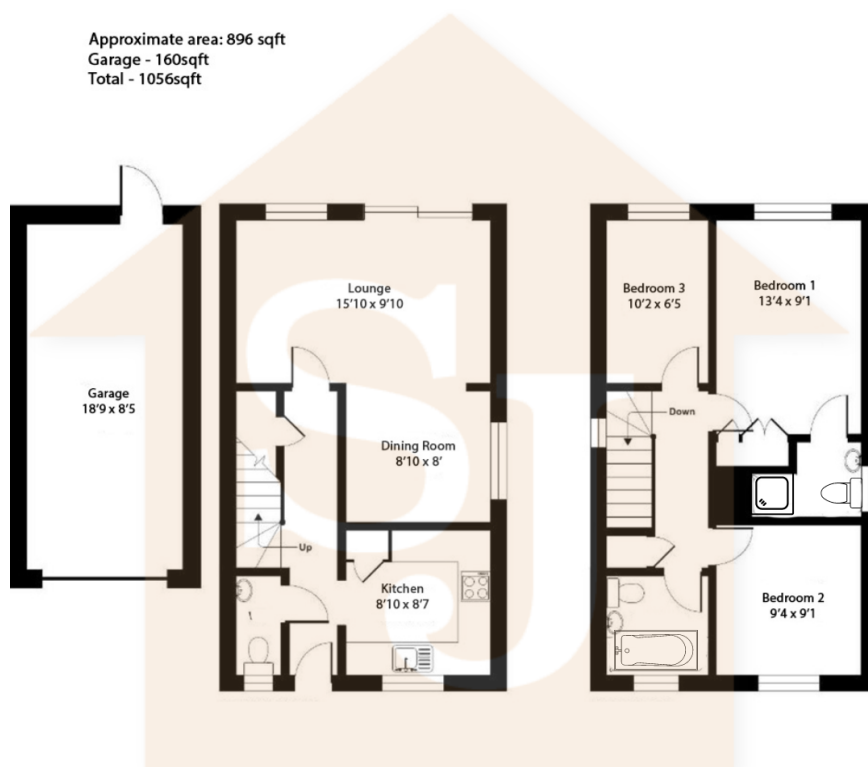 Approximate area: 896 sqft
Garage - 160sqft
Total - 1056sqft
Lounge
15'10 x 9'10
Bedroom 3
10'2 x 6'5
Bedroom 1
13'4 x 9'1
Garage
18'9 x 8'5
Down
Dining Room
8'10 x 8'
Up
Kitchen
8'10 x 8'7
Bedroom 2
9'4 x 9'1
SJ